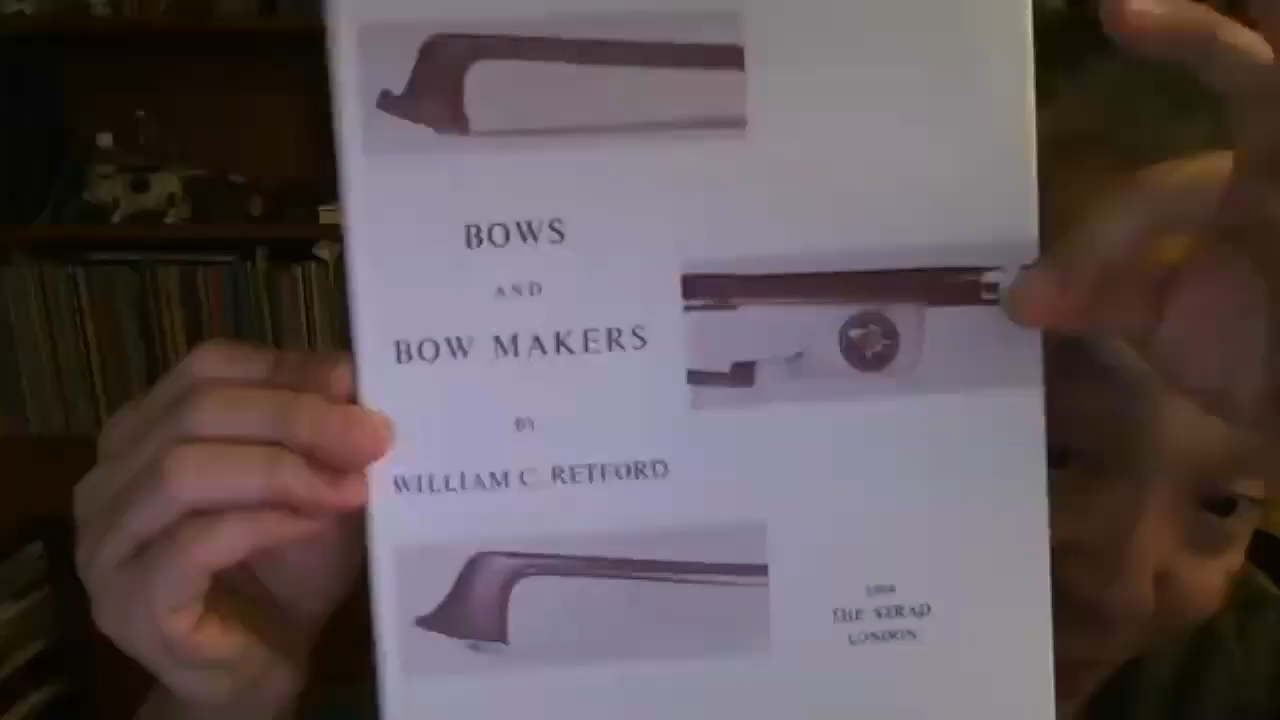 BOWS
AND
BOW MAKERS
BY
WILLIAM C. RETFORD
THE STRAD
LONDON